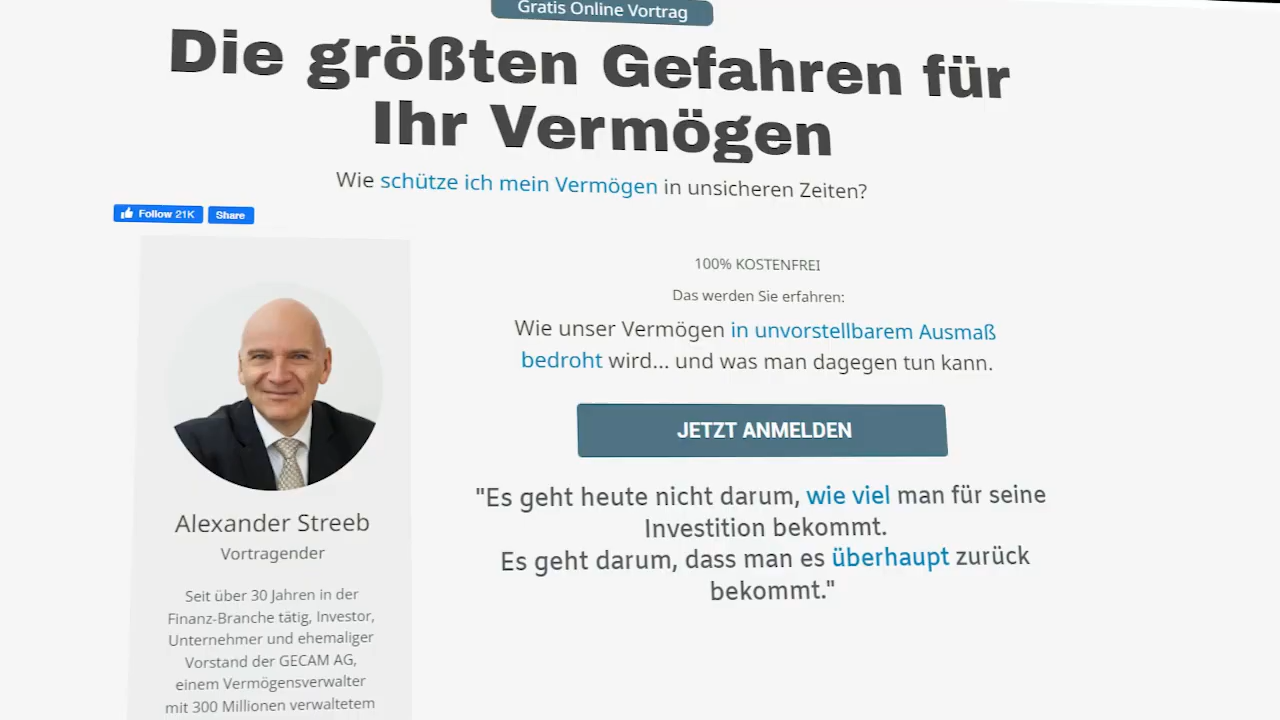 Gratis Online Vortrag
Die größten Gefahren für
Ihr Vermögen
Wie schütze ich mein Vermögen in unsicheren Zeiten?
Follow 21K
Share
Alexander Streeb
Vortragender
Seit über 30 Jahren in der
Finanz-Branche tätig, Investor,
Unternehmer und ehemaliger
Vorstand der GECAM AG,
einem Vermögensverwalter
mit 300 Millionen verwaltetem
100% KOSTENFREI
Das werden Sie erfahren:
Wie unser Vermögen in unvorstellbarem Ausmaß
bedroht wird... und was man dagegen tun kann.
JETZT ANMELDEN
"Es geht heute nicht darum, wie viel man für seine
Investition bekommt.
Es geht darum, dass man es überhaupt zurück
bekommt."